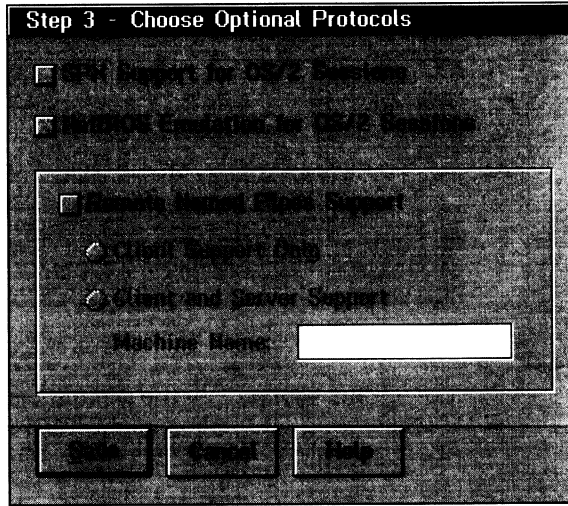 Step 3 - Choose Optional Protocols
SPX Support for OS/2 Sessions
NetBIOS Emulation for OS/2 Sessions
Remote Named Pipes Support
Client Support Only
Client and Server Support
Machine Name:
Save
Cancel
Help